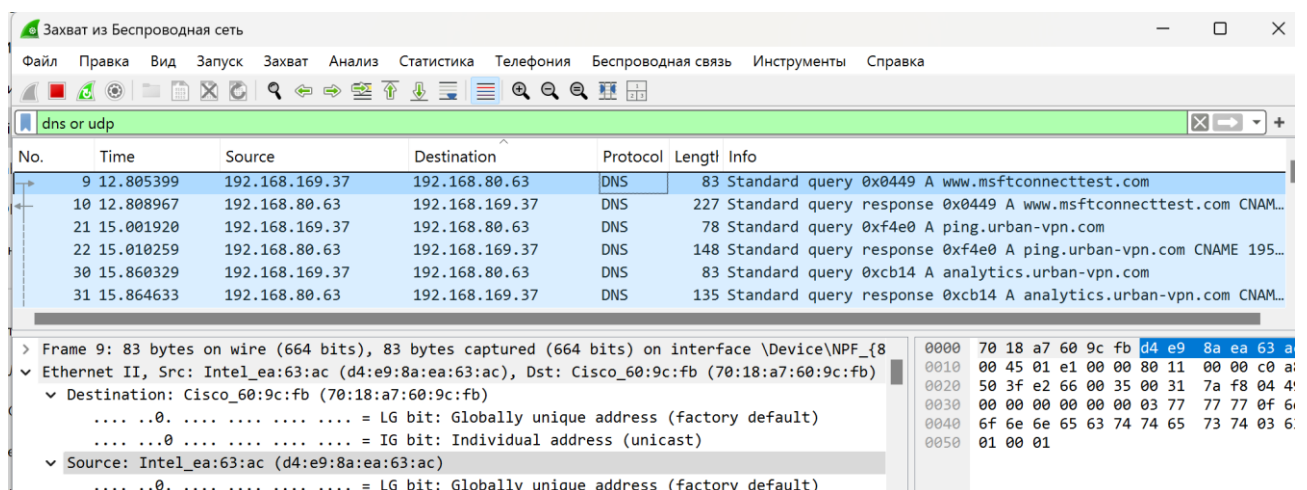 Захват из Беспроводная сеть
Файл Правка Вид Запуск Захват Анализ Статистика Телефония Беспроводная связь Инструменты Справка
dns or udp
No. Time Source Destination Protocol Lengtl Info
9 12.805399 192.168.169.37 192.168.80.63 DNS 83 Standard query 0x0449 A www.msftconnecttest.com
10 12.808967 192.168.80.63 192.168.169.37 DNS 227 Standard query response 0x0449 A www.msftconnecttest.com CNAM…
21 15.001920 192.168.169.37 192.168.80.63 DNS 78 Standard query 0xf4e0 A ping.urban-vpn.com
22 15.010259 192.168.80.63 192.168.169.37 DNS 148 Standard query response 0xf4e0 A ping.urban-vpn.com CNAME 195…
30 15.860329 192.168.169.37 192.168.80.63 DNS 83 Standard query 0xcb14 A analytics.urban-vpn.com
31 15.864633 192.168.80.63 192.168.169.37 DNS 135 Standard query response 0xcb14 A analytics.urban-vpn.com CNAM…
> Frame 9: 83 bytes on wire (664 bits), 83 bytes captured (664 bits) on interface \Device\NPF_{8
Ethernet II, Src: Intel_ea:63:ac (d4:e9:8a:ea:63:ac), Dst: Cisco_60:9c:fb (70:18:a7:60:9c:fb)
Destination: Cisco_60:9c:fb (70:18:a7:60:9c:fb)
.... ..0. .... .... .... .... = LG bit: Globally unique address (factory default)
.... ...0 .... .... .... .... = IG bit: Individual address (unicast)
Source: Intel_ea:63:ac (d4:e9:8a:ea:63:ac)
.... ..0. .... .... .... .... = LG bit: Globally unique address (factory default)
0000 70 18 a7 60 9c fb d4 e9 8a ea 63
0010 00 45 01 e1 00 00 80 11 00 00 c0
0020 50 3f e2 66 00 35 00 31 7a f8 04
0030 00 00 00 00 00 00 03 77 77 77 0f
0040 6f 6e 6e 65 63 74 74 65 73 74 03
0050 01 00 01